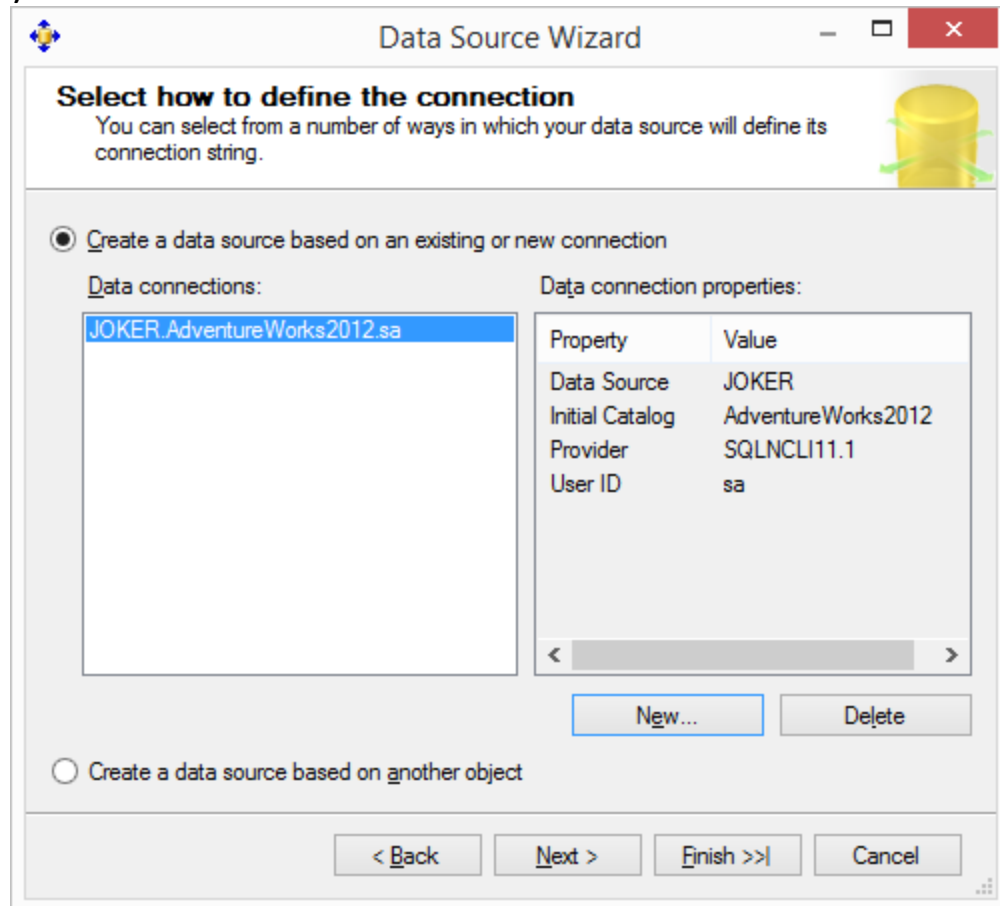 Data Source Wizard
Select how to define the connection
You can select from a number of ways in which your data source will define its
connection string.
Create a data source based on an existing or new connection
Data connections:
Data connection properties:
JOKER.AdventureWorks2012.sa
Property Value
Data Source JOKER
Initial Catalog AdventureWorks2012
Provider SQLNCLI11.1
User ID sa
New... Delete
Create a data source based on another object
< Back Next > Finish >>| Cancel